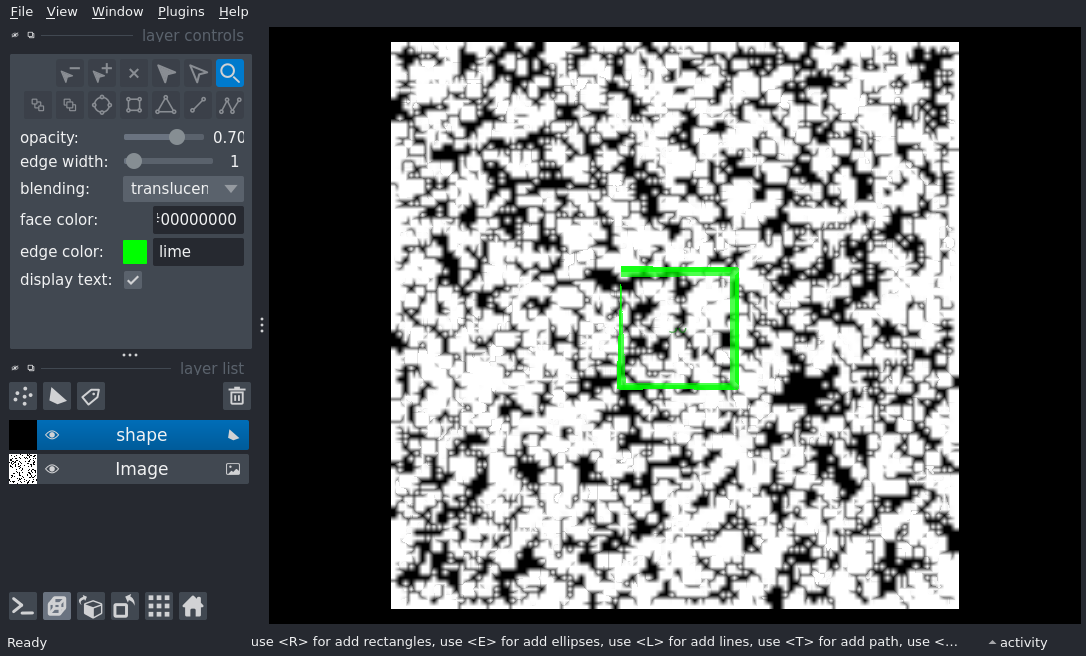 File View Window Plugins Help
layer controls
opacity: 0.70
edge width: 1
blending: translucen
face color: 00000000
edge color: lime
display text:
layer list
shape
Image
Ready use <R> for add rectangles, use <E> for add ellipses, use <L> for add lines, use <T> for add path, use <... activity